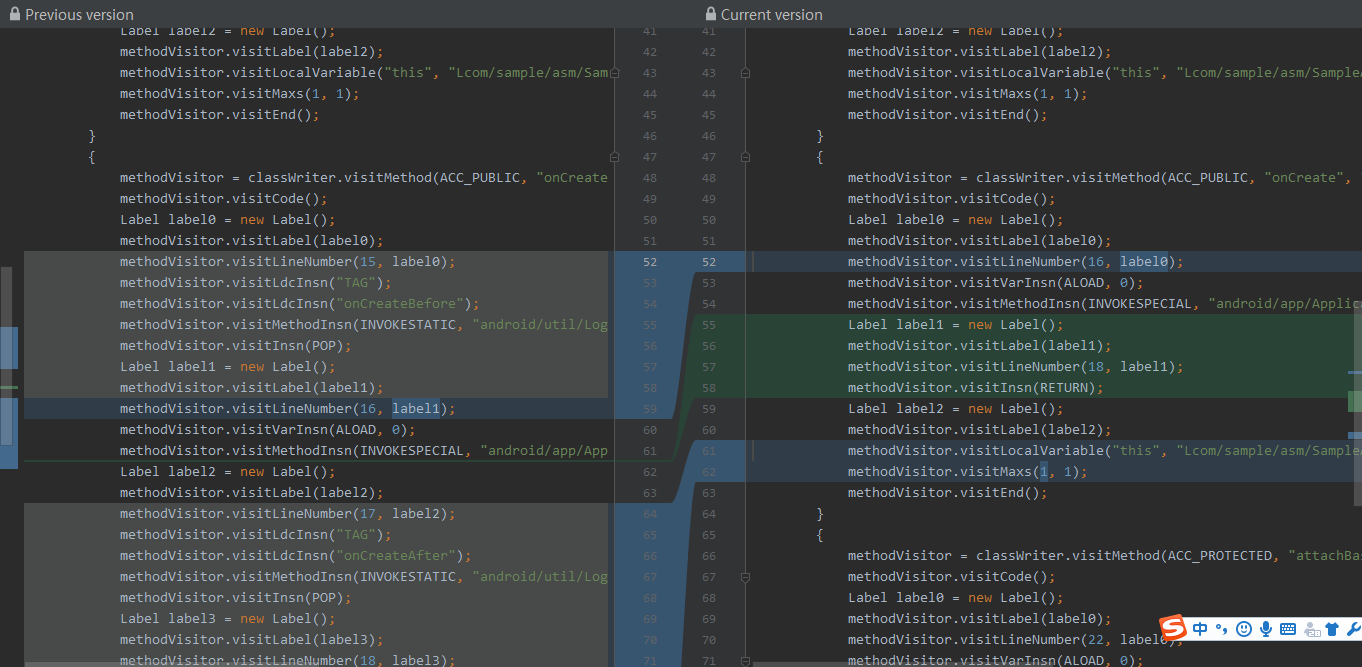 Previous version
Label label2 = new Label();
methodVisitor.visitLabel(label2);
methodVisitor.visitLocalVariable("this", "Lcom/sample/asm/Sam
methodVisitor.visitMaxs(1, 1);
methodVisitor.visitEnd();
}
{
methodVisitor = classWriter.visitMethod(ACC_PUBLIC, "onCreate
methodVisitor.visitCode();
Label label0 = new Label();
methodVisitor.visitLabel(label0);
methodVisitor.visitLineNumber(15, label0);
methodVisitor.visitLdcInsn("TAG");
methodVisitor.visitLdcInsn("onCreateBefore");
methodVisitor.visitMethodInsn(INVOKESTATIC, "android/util/Log
methodVisitor.visitInsn(POP);
Label label1 = new Label();
methodVisitor.visitLabel(label1);
methodVisitor.visitLineNumber(16, label1);
methodVisitor.visitVarInsn(ALOAD, 0);
methodVisitor.visitMethodInsn(INVOKESPECIAL, "android/app/App
Label label2 = new Label();
methodVisitor.visitLabel(label2);
methodVisitor.visitLineNumber(17, label2);
methodVisitor.visitLdcInsn("TAG");
methodVisitor.visitLdcInsn("onCreateAfter");
methodVisitor.visitMethodInsn(INVOKESTATIC, "android/util/Log
methodVisitor.visitInsn(POP);
Label label3 = new Label();
methodVisitor.visitLabel(label3);
methodVisitor.visitLineNumber(18, label3);
41 41
42 42
43 43
44 44
45 45
46 46
47 47
48 48
49 49
50 50
51 51
52 52
53 53
54 54
55 55
56 56
57 57
58 58
59 59
60 60
61 61
62 62
63 63
64 64
65 65
66 66
67 67
68 68
69 69
70 70
71 71
Current version
Label label2 = new Label();
methodVisitor.visitLabel(label2);
methodVisitor.visitLocalVariable("this", "Lcom/sample/asm/Sample
methodVisitor.visitMaxs(1, 1);
methodVisitor.visitEnd();
}
{
methodVisitor = classWriter.visitMethod(ACC_PUBLIC, "onCreate",
methodVisitor.visitCode();
Label label0 = new Label();
methodVisitor.visitLabel(label0);
methodVisitor.visitLineNumber(16, label0);
methodVisitor.visitVarInsn(ALOAD, 0);
methodVisitor.visitMethodInsn(INVOKESPECIAL, "android/app/Applica
Label label1 = new Label();
methodVisitor.visitLabel(label1);
methodVisitor.visitLineNumber(18, label1);
methodVisitor.visitInsn(RETURN);
Label label2 = new Label();
methodVisitor.visitLabel(label2);
methodVisitor.visitLocalVariable("this", "Lcom/sample/asm/Sample
methodVisitor.visitMaxs(1, 1);
methodVisitor.visitEnd();
}
{
methodVisitor = classWriter.visitMethod(ACC_PROTECTED, "attachBas
methodVisitor.visitCode();
Label label0 = new Label();
methodVisitor.visitLabel(label0);
methodVisitor.visitLineNumber(22, label0);
methodVisitor.visitVarInsn(ALOAD, 0);
S 中